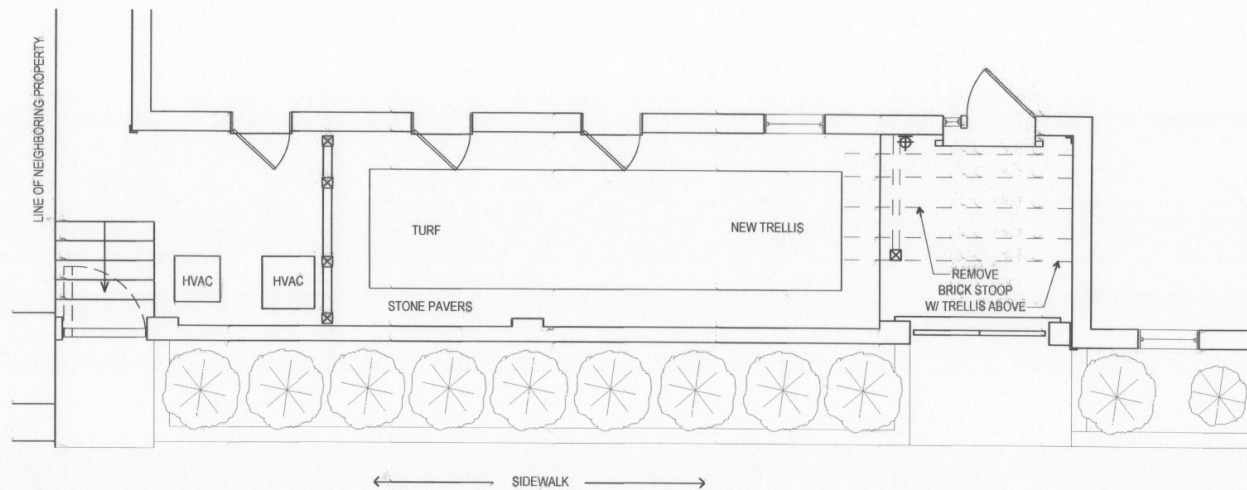 LINE OF NEIGHBORING PROPERTY
TURF
NEW TRELLIS
HVAC
HVAC
REMOVE
BRICK STOOP
W/ TRELLIS ABOVE
STONE PAVERS
SIDEWALK